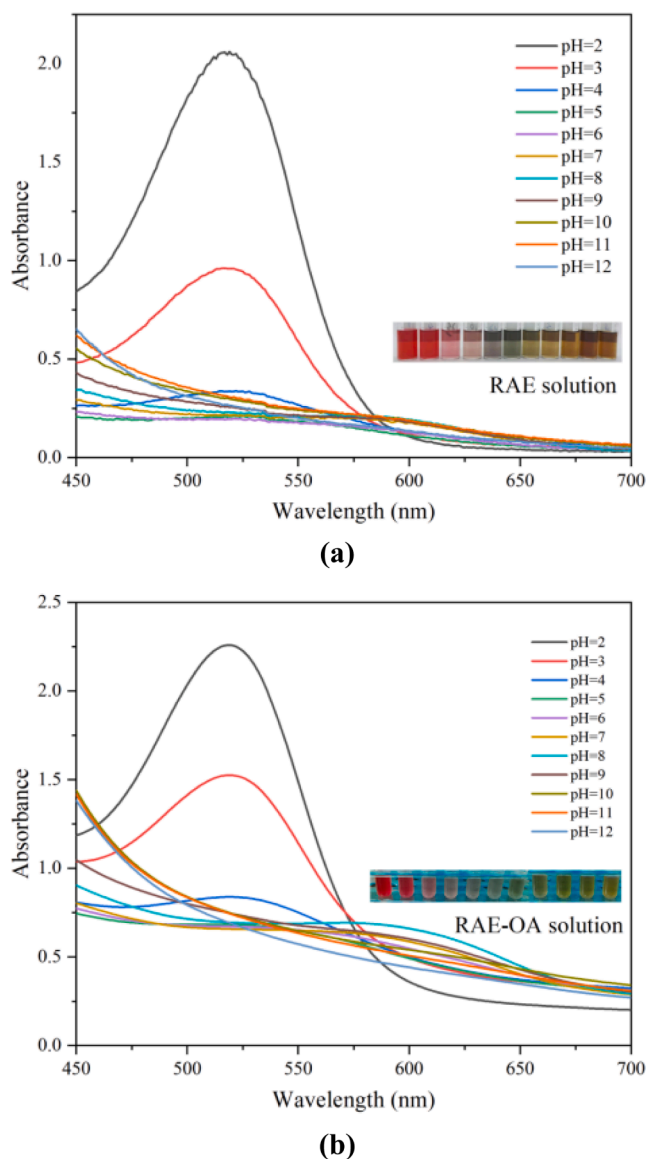 2.0
1.5
1.0
0.5
0.0
Absorbance
pH=2
pH=3
pH=4
pH=5
pH=6
pH=7
pH=8
pH=9
pH=10
pH=11
pH=12
RAE solution
450 500 550 600 650 700
Wavelength (nm)
(a)
2.5
2.0
1.5
1.0
0.5
0.0
Absorbance
pH=2
pH=3
pH=4
pH=5
pH=6
pH=7
pH=8
pH=9
pH=10
pH=11
pH=12
RAE-OA solution
450 500 550 600 650 700
Wavelength (nm)
(b)